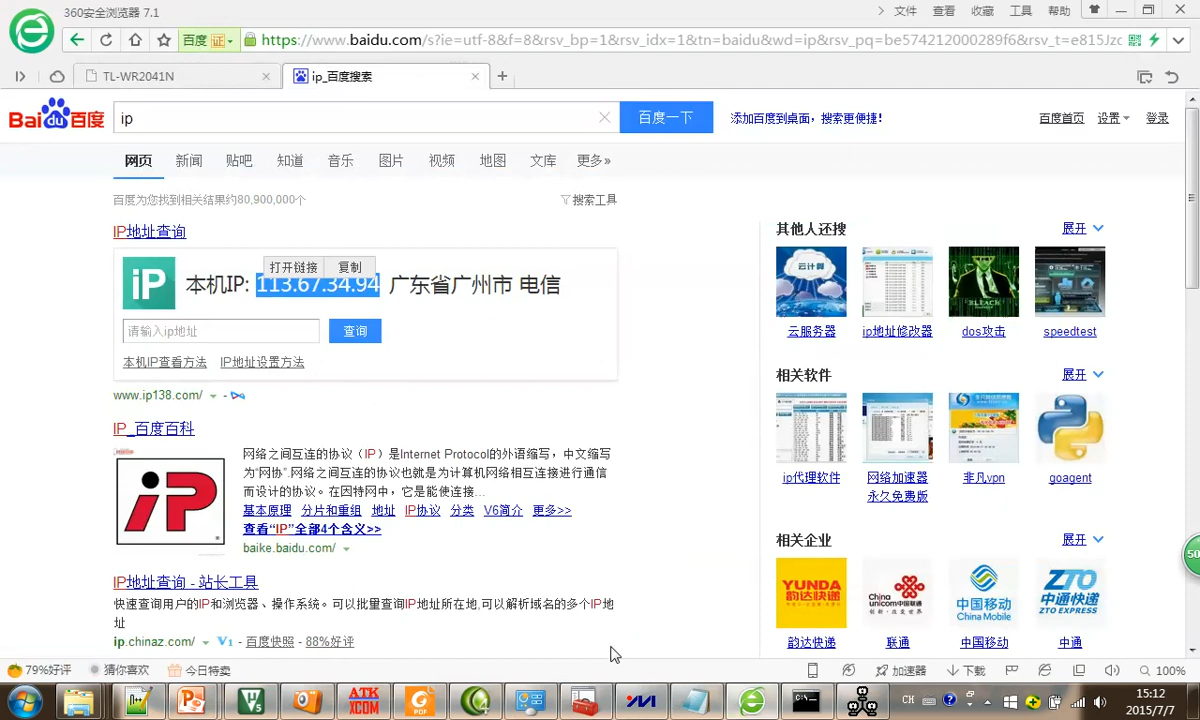 360安全浏览器 7.1
文件 查看 收藏 工具 帮助
百度 证
https://www.baidu.com/s?ie=utf-8&f=8&rsv_bp=1&rsv_idx=1&tn=baidu&wd=ip&rsv_pq=be574212000289f6&rsv_t=e815Jzc
TL-WR2041N
ip_百度搜索
Bai du 百度
ip
百度一下
添加百度到桌面，搜索更便捷!
百度首页 设置 登录
网页 新闻 贴吧 知道 音乐 图片 视频 地图 文库 更多»
百度为您找到相关结果约80,900,000个
搜索工具
IP地址查询
打开链接 复制
iP
本机IP: 113.67.34.94 广东省广州市 电信
请输入ip地址
查询
本机IP查看方法 IP地址设置方法
www.ip138.com/
IP_百度百科
iP
网络之间互连的协议（IP）是Internet Protocol的外语缩写，中文缩写
为“网协”.网络之间互连的协议也就是为计算机网络相互连接进行通信
而设计的协议。在因特网中，它是能使连接...
基本原理 分片和重组 地址 IP协议 分类 V6简介 更多>>
查看“IP”全部4个含义>>
baike.baidu.com/
IP地址查询 - 站长工具
快速查询用户的IP和浏览器、操作系统。可以批量查询IP地址所在地,可以解析域名的多个IP地
址
ip.chinaz.com/ V1 - 百度快照 - 88%好评
其他人还搜 展开
云计算
BLEACH
云服务器 ip地址修改器 dos攻击 speedtest
相关软件 展开
ip代理软件 网络加速器 非凡vpn goagent
永久免费版
相关企业 展开
YUNDA
韵达快递
China
unicom中国联通
中国移动
China Mobile
ZTO
中通快递
ZTO EXPRESS
韵达快递 联通 中国移动 中通
50
79%好评 猜你喜欢 今日特卖
加速器 下载 100%
ATK
XCOM
PDF
CH
15:12
2015/7/7